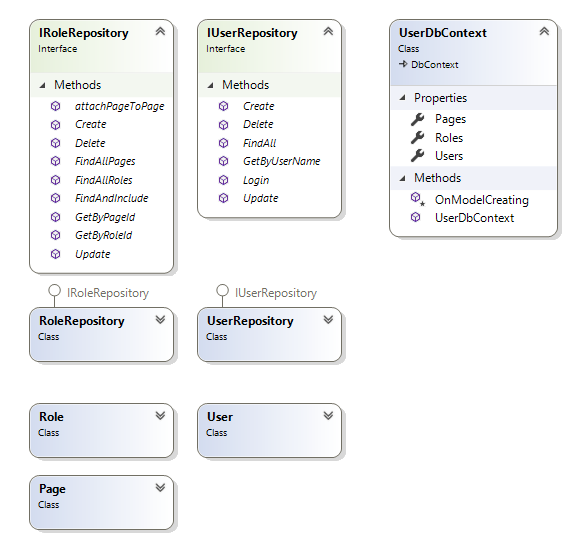 IRoleRepository
Interface
Methods
attachPageToPage
Create
Delete
FindAllPages
FindAllRoles
FindAndInclude
GetByPageId
GetByRoleId
Update
IUserRepository
Interface
Methods
Create
Delete
FindAll
GetByUserName
Login
Update
UserDbContext
Class
DbContext
Properties
Pages
Roles
Users
Methods
OnModelCreating
UserDbContext
IRoleRepository
RoleRepository
Class
IUserRepository
UserRepository
Class
Role
Class
User
Class
Page
Class